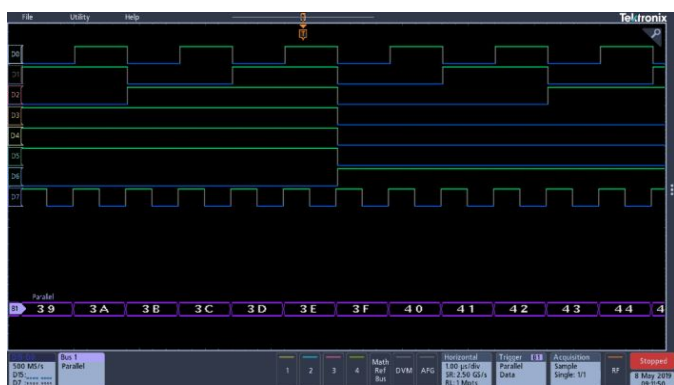 File Utility Help
Tektronix
T
D0
D1
D2
D3
D4
D5
D6
D7
Parallel
B1 39 3A 3B 3C 3D 3E 3F 40 41 42 43 44 4
500 MS/s
D15:
D7
Bus 1
Parallel
1 2 3 4
Math
Ref
Bus
DVM AFG
Horizontal
1.00 µs/div
SR: 2.50 GS/s
RL: 1 Mpts
Trigger
Parallel
Data
Acquisition
Sample
Single: 1/1
RF
Stopped
8 May 2019